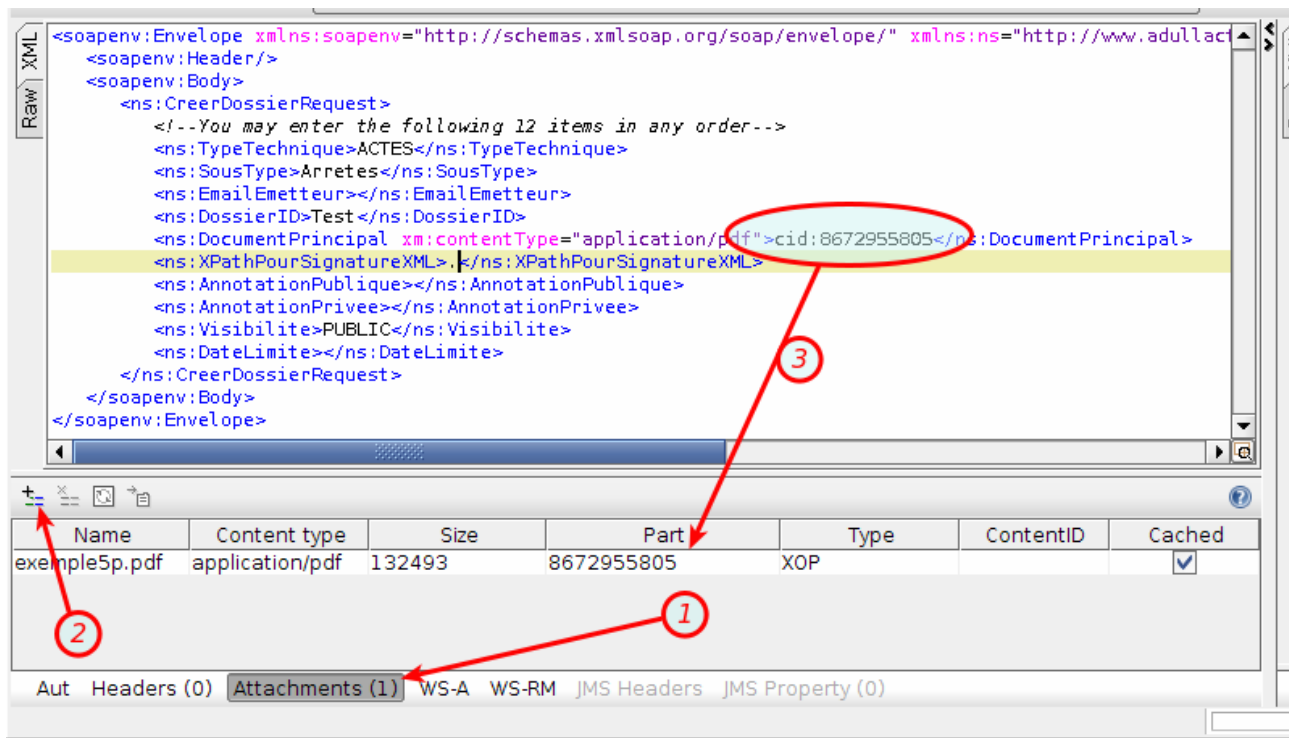 XML
Raw
<soapenv:Envelope xmlns:soapenv="http://schemas.xmlsoap.org/soap/envelope/" xmlns:ns="http://www.adullact
<soapenv:Header/>
<soapenv:Body>
<ns:CreerDossierRequest>
<!--You may enter the following 12 items in any order-->
<ns:TypeTechnique>ACTES</ns:TypeTechnique>
<ns:SousType>Arretes</ns:SousType>
<ns:EmailEmetteur></ns:EmailEmetteur>
<ns:DossierID>Test</ns:DossierID>
<ns:DocumentPrincipal xm:contentType="application/pdf">cid:8672955805</ns:DocumentPrincipal>
<ns:XPathPourSignatureXML>.</ns:XPathPourSignatureXML>
<ns:AnnotationPublique></ns:AnnotationPublique>
<ns:AnnotationPrivee></ns:AnnotationPrivee>
<ns:Visibilite>PUBLIC</ns:Visibilite>
<ns:DateLimite></ns:DateLimite>
</ns:CreerDossierRequest>
</soapenv:Body>
</soapenv:Envelope>
3
Name Content type Size Part Type ContentID Cached
exemple5p.pdf application/pdf 132493 8672955805 XOP
1
2
Aut Headers (0) Attachments (1) WS-A WS-RM JMS Headers JMS Property (0)